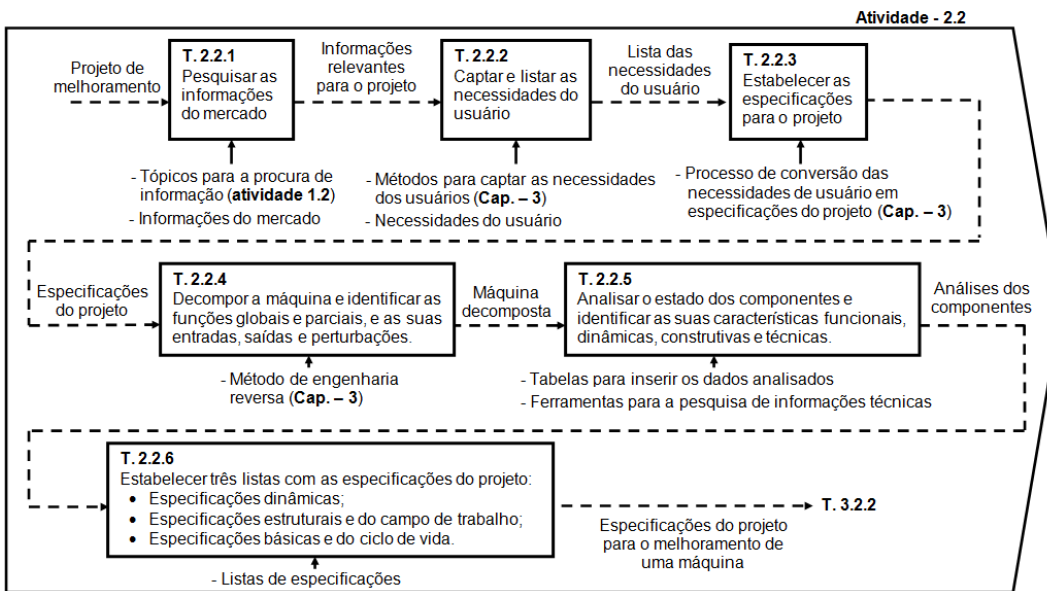 Atividade - 2.2
Projeto de
melhoramento
T. 2.2.1
Pesquisar as
informações
do mercado
Informações
relevantes
para o projeto
T. 2.2.2
Captar e listar as
necessidades do
usuário
Lista das
necessidades
do usuário
T. 2.2.3
Estabelecer as
especificações
para o projeto
- Tópicos para a procura de
informação (atividade 1.2)
- Informações do mercado
- Métodos para captar as necessidades
dos usuários (Cap. – 3)
- Necessidades do usuário
- Processo de conversão das
necessidades de usuário em
especificações do projeto (Cap. – 3)
Especificações
do projeto
T. 2.2.4
Decompor a máquina e identificar as
funções globais e parciais, e as suas
entradas, saídas e perturbações.
Máquina
decomposta
T. 2.2.5
Analisar o estado dos componentes e
identificar as suas características funcionais,
dinâmicas, construtivas e técnicas.
Análises dos
componentes
- Método de engenharia
reversa (Cap. – 3)
- Tabelas para inserir os dados analisados
- Ferramentas para a pesquisa de informações técnicas
T. 2.2.6
Estabelecer três listas com as especificações do projeto:
• Especificações dinâmicas;
• Especificações estruturais e do campo de trabalho;
• Especificações básicas e do ciclo de vida.
T. 3.2.2
Especificações do projeto
para o melhoramento de
uma máquina
- Listas de especificações